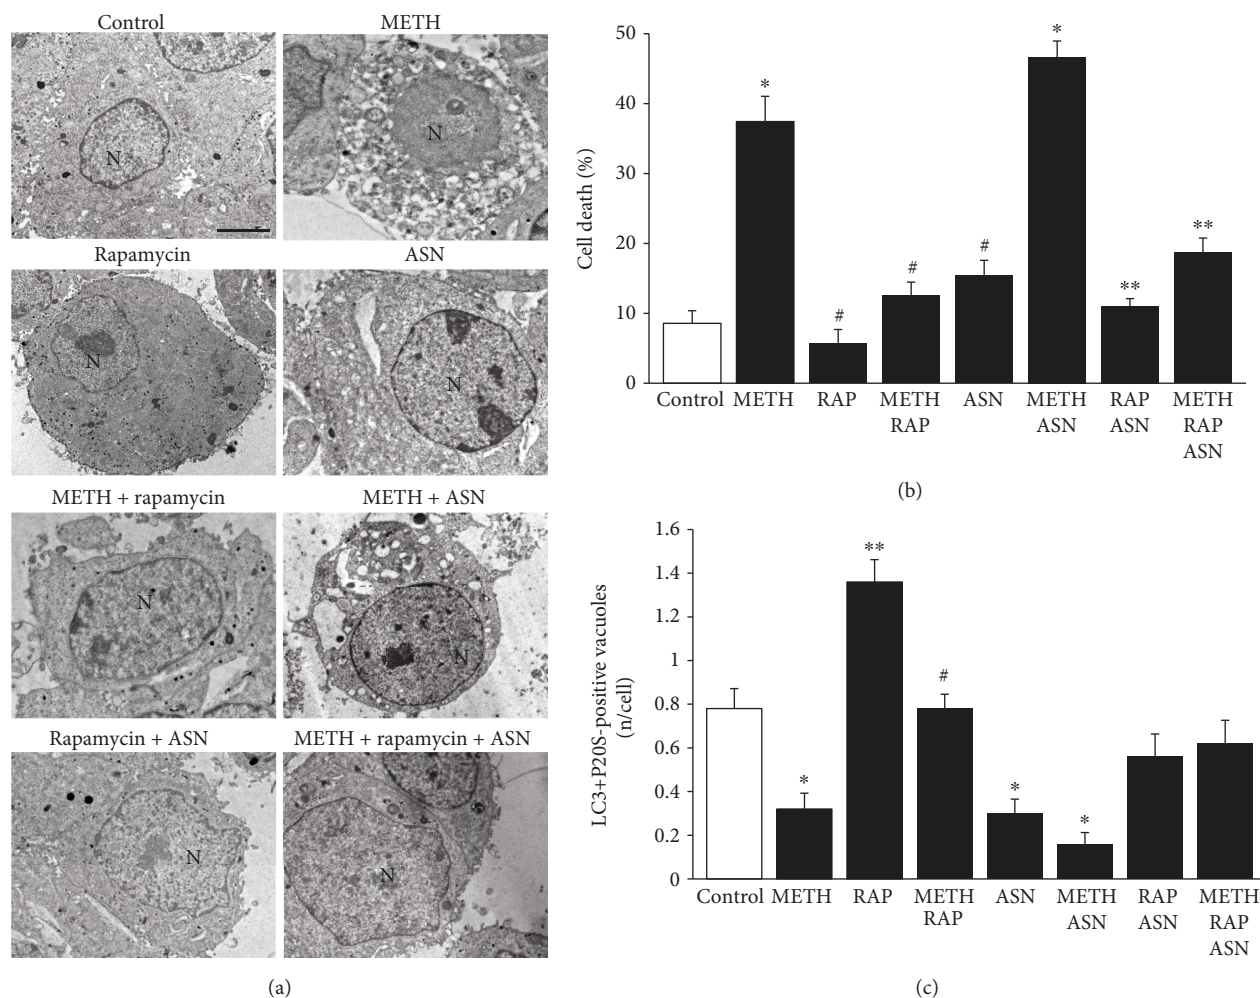 Control
METH
N
N
Rapamycin
ASN
N
N
METH + rapamycin
METH + ASN
N
N
Rapamycin + ASN
METH + rapamycin + ASN
N
N
(a)
Cell death (%)
50
40
30
20
10
0
*
#
#
#
*
**
**
Control
METH
RAP
METH
RAP
ASN
METH
ASN
RAP
ASN
METH
RAP
ASN
(b)
LC3+P20S-positive vacuoles
(n/cell)
1.6
1.4
1.2
1
0.8
0.6
0.4
0.2
0
*
**
#
*
*
Control
METH
RAP
METH
RAP
ASN
METH
ASN
RAP
ASN
METH
RAP
ASN
(c)